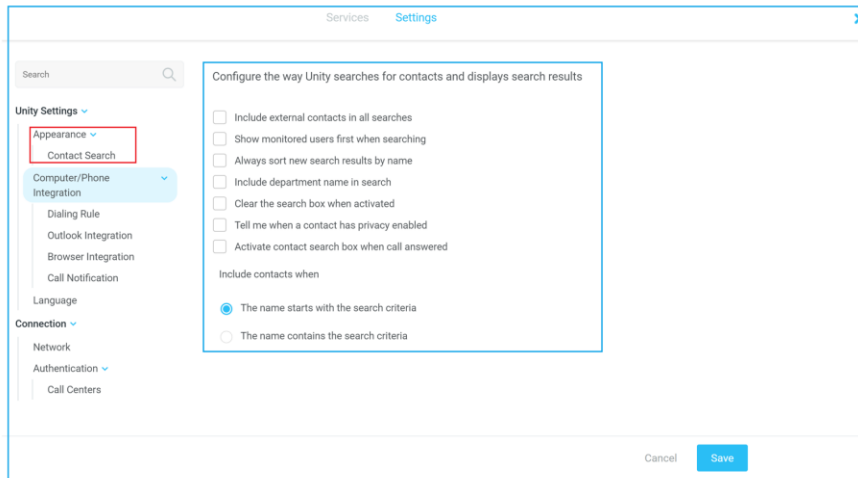 Services Settings
Search
Unity Settings
Appearance
Contact Search
Computer/Phone
Integration
Dialing Rule
Outlook Integration
Browser Integration
Call Notification
Language
Connection
Network
Authentication
Call Centers
Configure the way Unity searches for contacts and displays search results
Include external contacts in all searches
Show monitored users first when searching
Always sort new search results by name
Include department name in search
Clear the search box when activated
Tell me when a contact has privacy enabled
Activate contact search box when call answered
Include contacts when
The name starts with the search criteria
The name contains the search criteria
Cancel Save